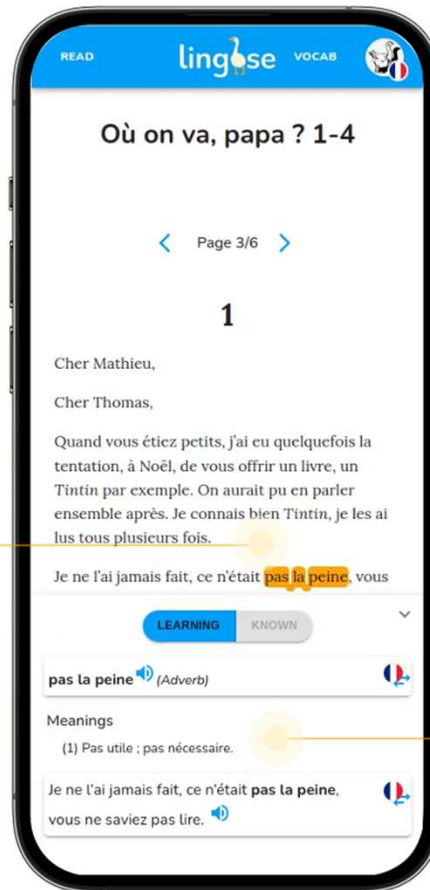 READ lingose VOCAB
Où on va, papa ? 1-4
Page 3/6
1
Cher Mathieu,
Cher Thomas,
Quand vous étiez petits, j'ai eu quelquefois la
tentation, à Noël, de vous offrir un livre, un
Tintin par exemple. On aurait pu en parler
ensemble après. Je connais bien Tintin, je les ai
lus tous plusieurs fois.
Je ne l'ai jamais fait, ce n'était pas la peine, vous
LEARNING KNOWN
pas la peine (Adverb)
Meanings
(1) Pas utile ; pas nécessaire.
Je ne l'ai jamais fait, ce n'était pas la peine,
vous ne saviez pas lire.